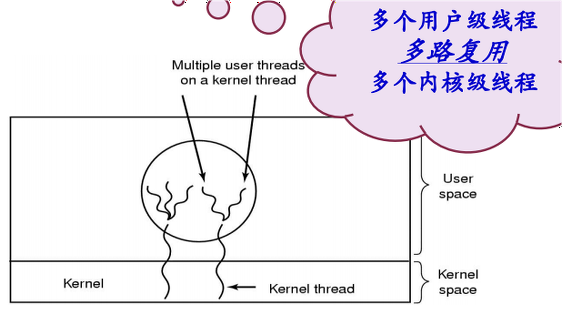 多个用户级线程
多路复用
多个内核级线程
Multiple user threads
on a kernel thread
User
space
Kernel
Kernel thread
Kernel
space